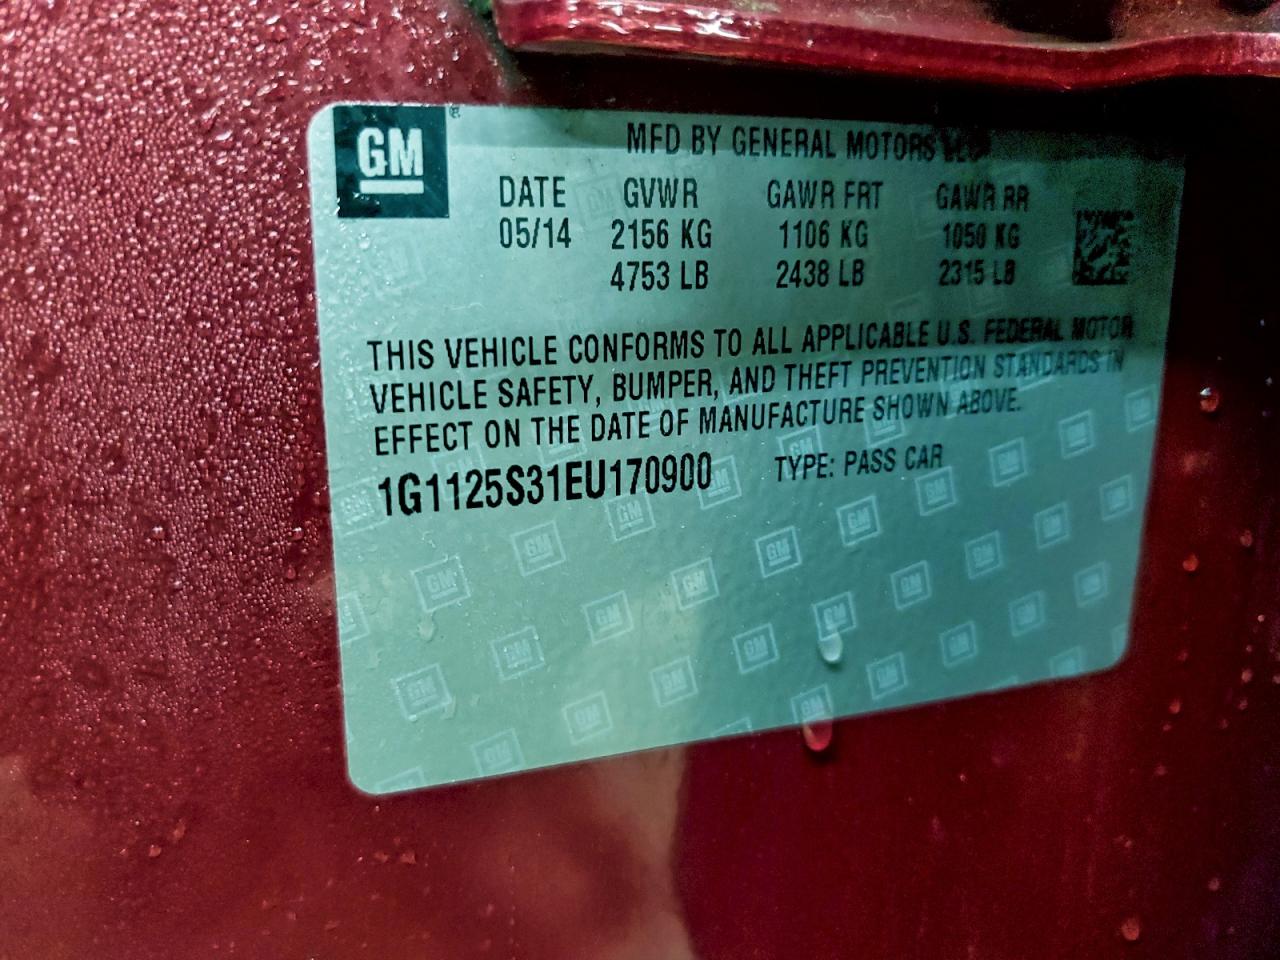 GM
MFD BY GENERAL MOTORS
DATE GVWR GAWR FRT GAWR RR
05/14 2156 KG 1106 KG 1050 KG
4753 LB 2438 LB 2315 LB
THIS VEHICLE CONFORMS TO ALL APPLICABLE U.S. FEDERAL MOTOR
VEHICLE SAFETY, BUMPER, AND THEFT PREVENTION STANDARDS IN
EFFECT ON THE DATE OF MANUFACTURE SHOWN ABOVE.
1G1125S31EU170900 TYPE: PASS CAR